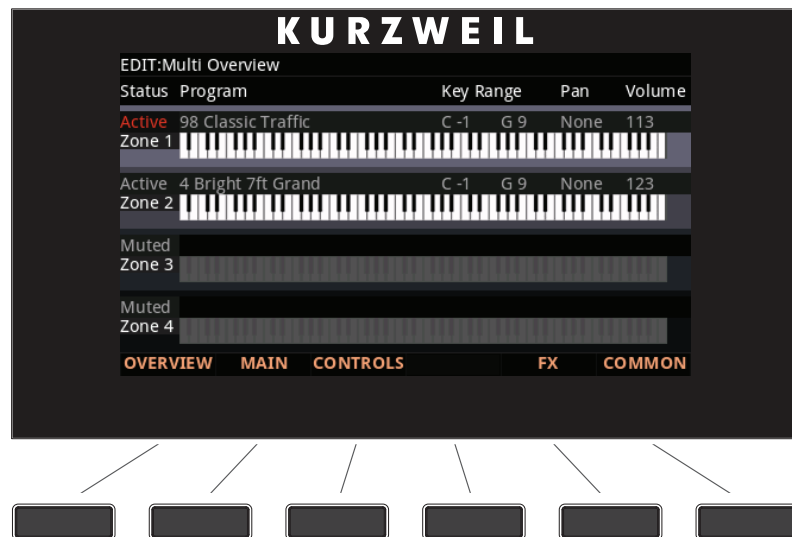 KURZWEIL
EDIT:Multi Overview
Status Program Key Range Pan Volume
Active 98 Classic Traffic C -1 G 9 None 113
Zone 1
Active 4 Bright 7ft Grand C -1 G 9 None 123
Zone 2
Muted
Zone 3
Muted
Zone 4
OVERVIEW MAIN CONTROLS FX COMMON